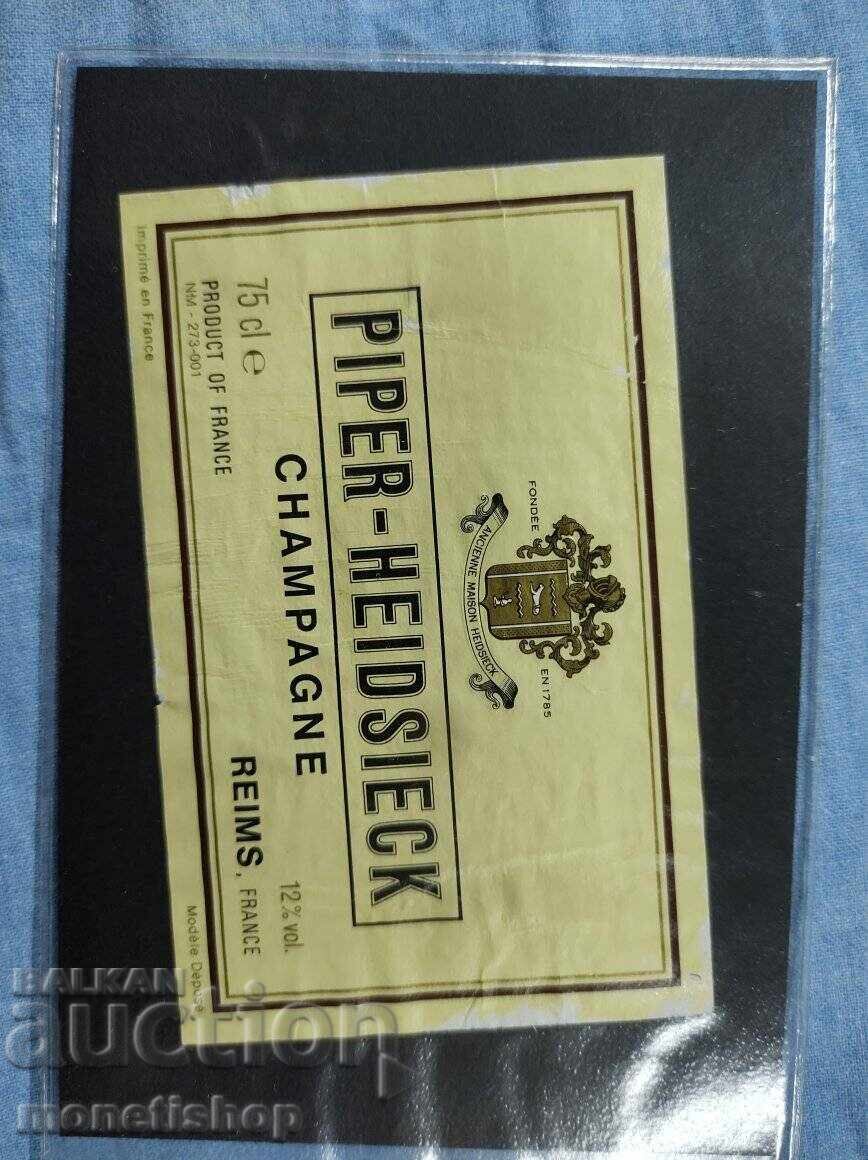 FONDÉE EN 1785
ANCIENNE MAISON HEIDSIECK
PIPER-HEIDSIECK
CHAMPAGNE
75 cl e 12% vol.
PRODUCT OF FRANCE REIMS, FRANCE
NM - 273-001
Imprimé en France Modèle Déposé
BALKAN
auction
monetishop